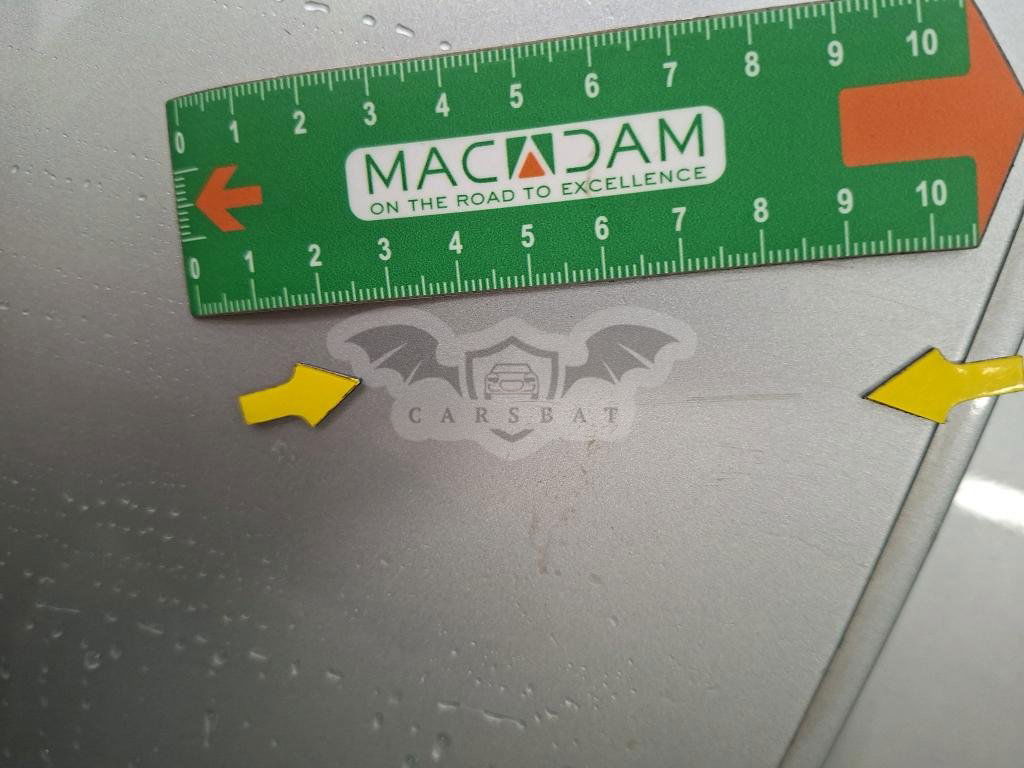 0 1 2 3 4 5 6 7 8 9 10
MACADAM
ON THE ROAD TO EXCELLENCE
0 1 2 3 4 5 6 7 8 9 10
CARSBAT